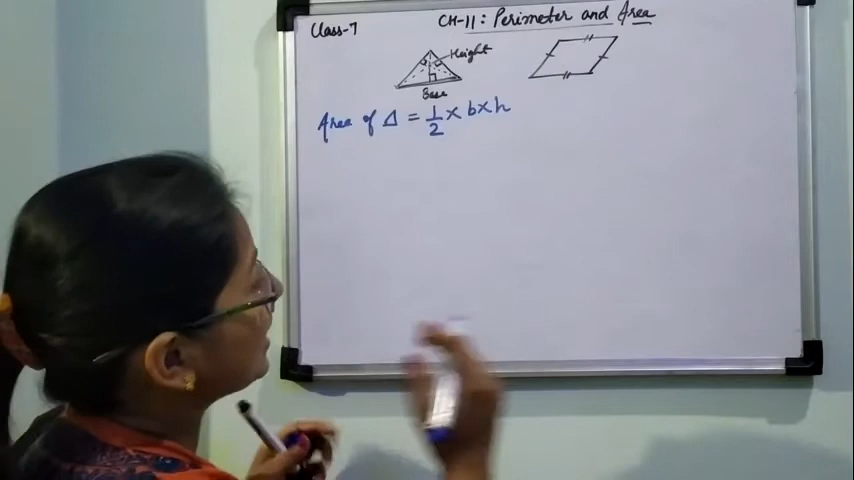 Class-7
CH-11: Perimeter and Area
Height
Base
Area of Δ = 1/2 × b×h